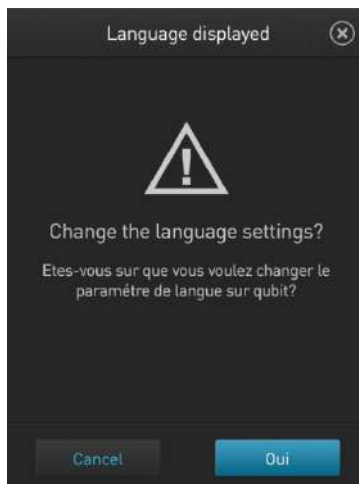 Language displayed
Change the language settings?
Etes-vous sur que vous voulez changer le
paramétre de langue sur qubit?
Cancel
Oui